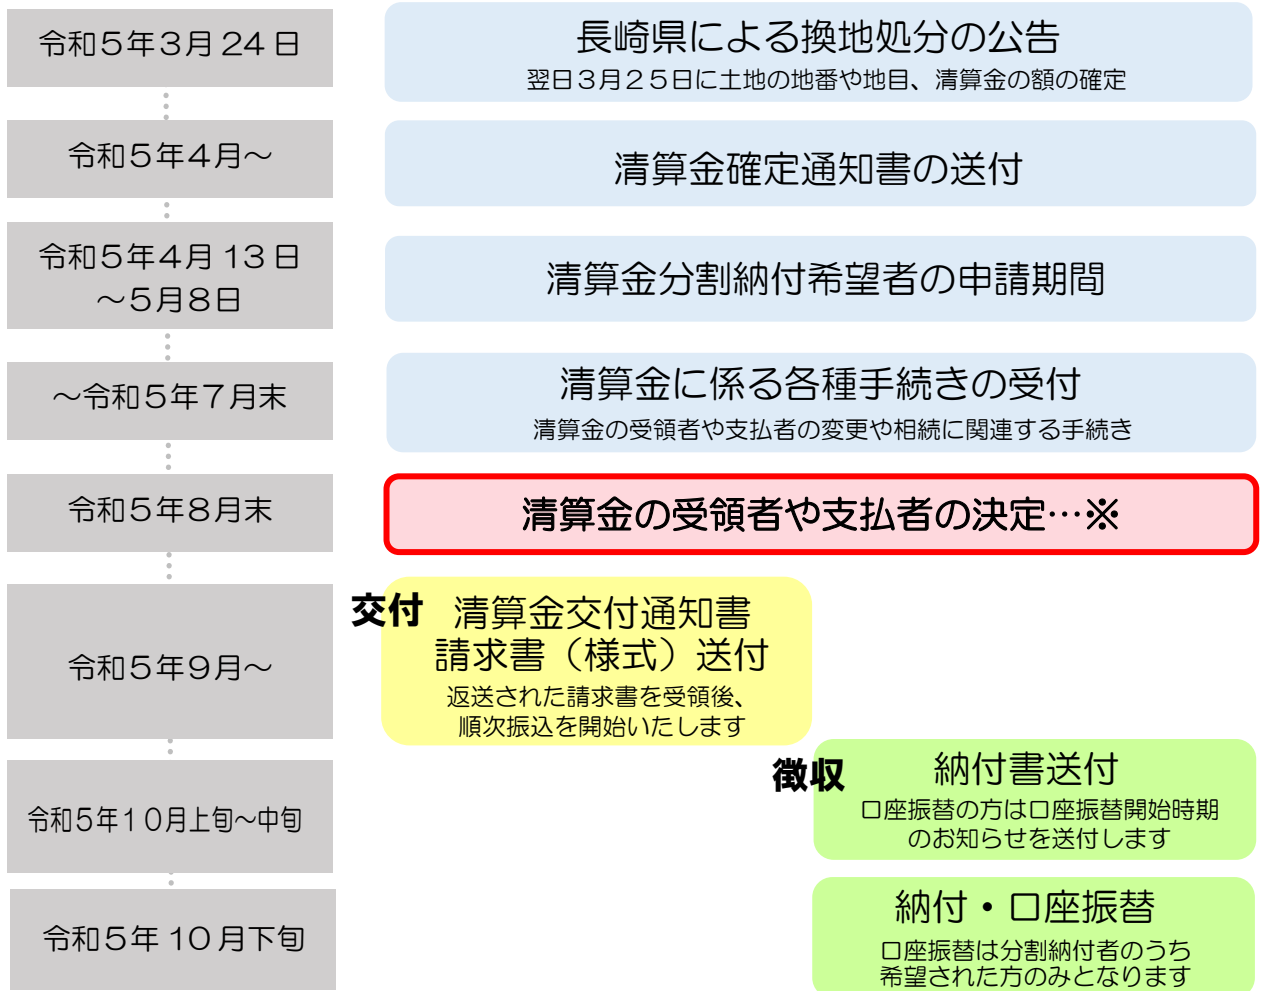 令和５年３月24日
長崎県による換地処分の公告
翌日３月２５日に土地の地番や地目、清算金の額の確定
令和５年４月～
清算金確定通知書の送付
令和５年４月13日
～５月８日
清算金分割納付希望者の申請期間
～令和５年７月末
清算金に係る各種手続きの受付
清算金の受領者や支払者の変更や相続に関連する手続き
令和５年８月末
清算金の受領者や支払者の決定…※
令和５年９月～
交付
清算金交付通知書
請求書（様式）送付
返送された請求書を受領後、
順次振込を開始いたします
令和５年１０月上旬～中旬
徴収
納付書送付
口座振替の方は口座振替開始時期
のお知らせを送付します
令和５年10月下旬
納付・口座振替
口座振替は分割納付者のうち
希望された方のみとなります